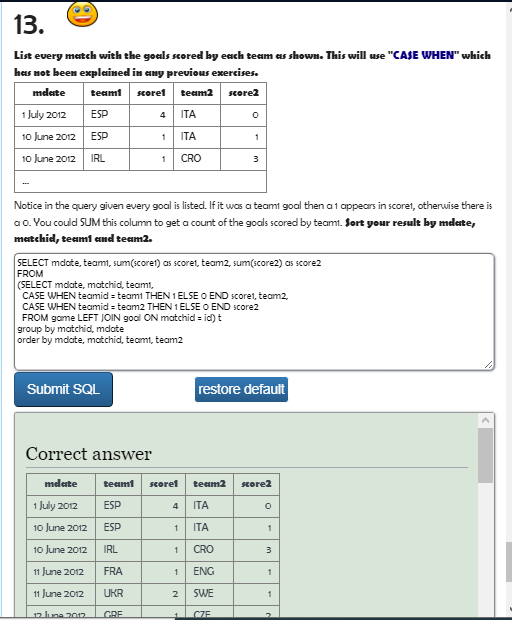 13.
List every match with the goals scored by each team as shown. This will use "CASE WHEN" which
has not been explained in any previous exercises.
mdate team1 score1 team2 score2
1 July 2012 ESP 4 ITA 0
10 June 2012 ESP 1 ITA 1
10 June 2012 IRL 1 CRO 3
...
Notice in the query given every goal is listed. If it was a team1 goal then a 1 appears in score1, otherwise there is
a 0. You could SUM this column to get a count of the goals scored by team1. Sort your result by mdate,
matchid, team1 and team2.
SELECT mdate, team1, sum(score1) as score1, team2, sum(score2) as score2
FROM
(SELECT mdate, matchid, team1,
CASE WHEN teamid = team1 THEN 1 ELSE 0 END score1, team2,
CASE WHEN teamid = team2 THEN 1 ELSE 0 END score2
FROM game LEFT JOIN goal ON matchid = id) t
group by matchid, mdate
order by mdate, matchid, team1, team2
Submit SQL restore default
Correct answer
mdate team1 score1 team2 score2
1 July 2012 ESP 4 ITA 0
10 June 2012 ESP 1 ITA 1
10 June 2012 IRL 1 CRO 3
11 June 2012 FRA 1 ENG 1
11 June 2012 UKR 2 SWE 1
12 June 2012 GRE 1 CZE 2